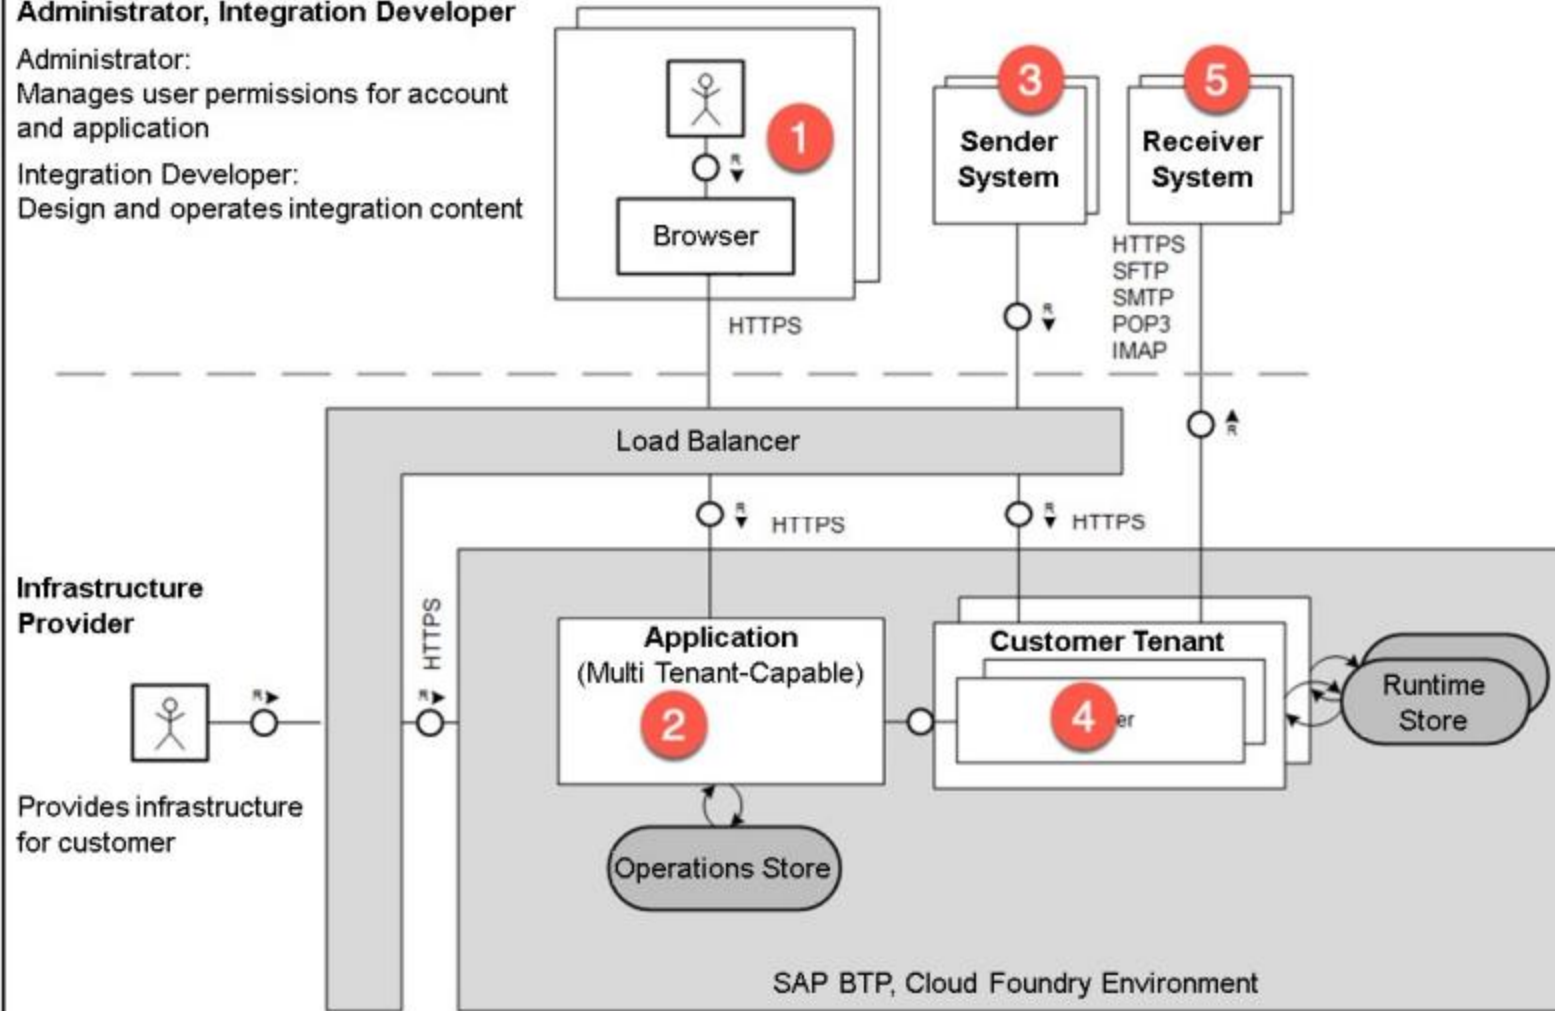 Administrator, Integration Developer
Administrator:
Manages user permissions for account
and application
Integration Developer:
Design and operates integration content
1
R
Browser
HTTPS
3
Sender
System
R
5
Receiver
System
HTTPS
SFTP
SMTP
POP3
IMAP
R
Load Balancer
R
HTTPS
R
HTTPS
Infrastructure
Provider
R
Provides infrastructure
for customer
HTTPS
R
Application
(Multi Tenant-Capable)
2
Operations Store
Customer Tenant
4
er
Runtime
Store
SAP BTP, Cloud Foundry Environment